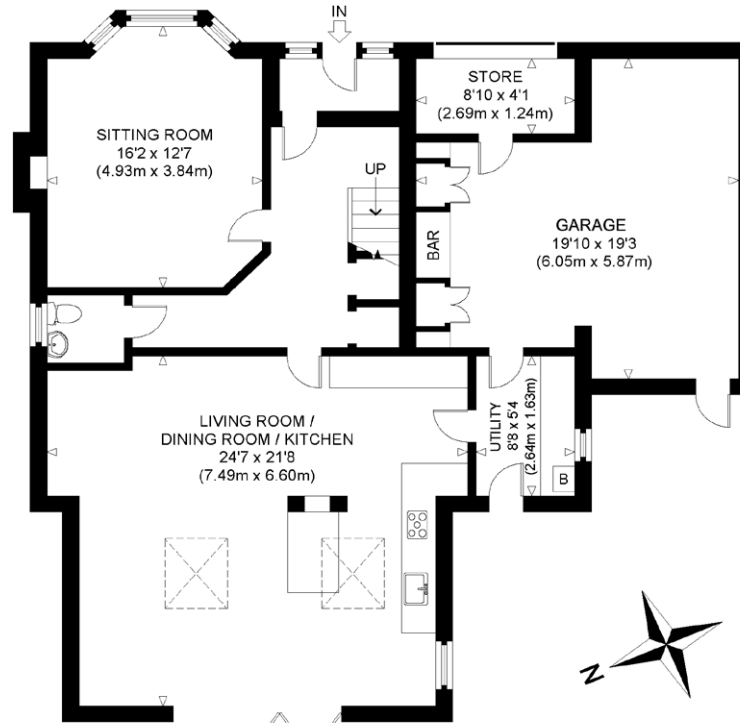 IN
STORE
8'10 x 4'1
(2.69m x 1.24m)
SITTING ROOM
16'2 x 12'7
(4.93m x 3.84m)
UP
BAR
GARAGE
19'10 x 19'3
(6.05m x 5.87m)
LIVING ROOM /
DINING ROOM / KITCHEN
24'7 x 21'8
(7.49m x 6.60m)
UTILITY
8'8 x 5'4
(2.64m x 1.63m)
B
N